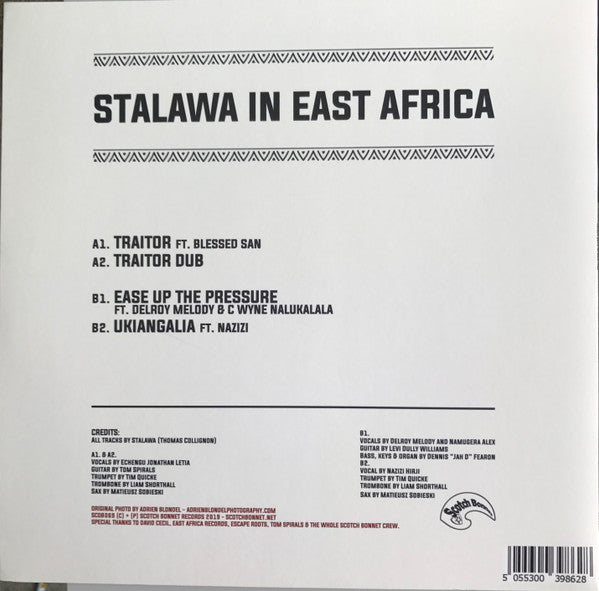 STALAWA IN EAST AFRICA
A1. TRAITOR FT. BLESSED SAN
A2. TRAITOR DUB
B1. EASE UP THE PRESSURE
FT. DELROY MELODY & C WYNE NALUKALALA
B2. UKIANGALIA FT. NAZIZI
CREDITS:
ALL TRACKS BY STALAWA (THOMAS COLLIGNON)
A1. & A2.
VOCALS BY ECHENGU JONATHAN LETIA
GUITAR BY TOM SPIRALS
TRUMPET BY TIM QUICKE
TROMBONE BY LIAM SHORTHALL
SAX BY MATIEUSZ SOBIESKI
B1.
VOCALS BY DELROY MELODY AND NAMUGERA ALEX
GUITAR BY LEVI DULLY WILLIAMS
BASS, KEYS & ORGAN BY DENNIS "JAH D" FEARON
B2.
VOCAL BY NAZIZI HIRJI
TRUMPET BY TIM QUICKE
TROMBONE BY LIAM SHORTHALL
SAX BY MATIEUSZ SOBIESKI
Scotch Bonnet
ORIGINAL PHOTO BY ADRIEN BLONDEL - ADRIENBLONDELPHOTOGRAPHY.COM
SCOB099 (C) + (P) SCOTCH BONNET RECORDS 2019 - SCOTCHBONNET.NET
SPECIAL THANKS TO DAVID CECIL, EAST AFRICA RECORDS, ESCAPE ROOTS, TOM SPIRALS & THE WHOLE SCOTCH BONNET CREW.
5 055300 398628